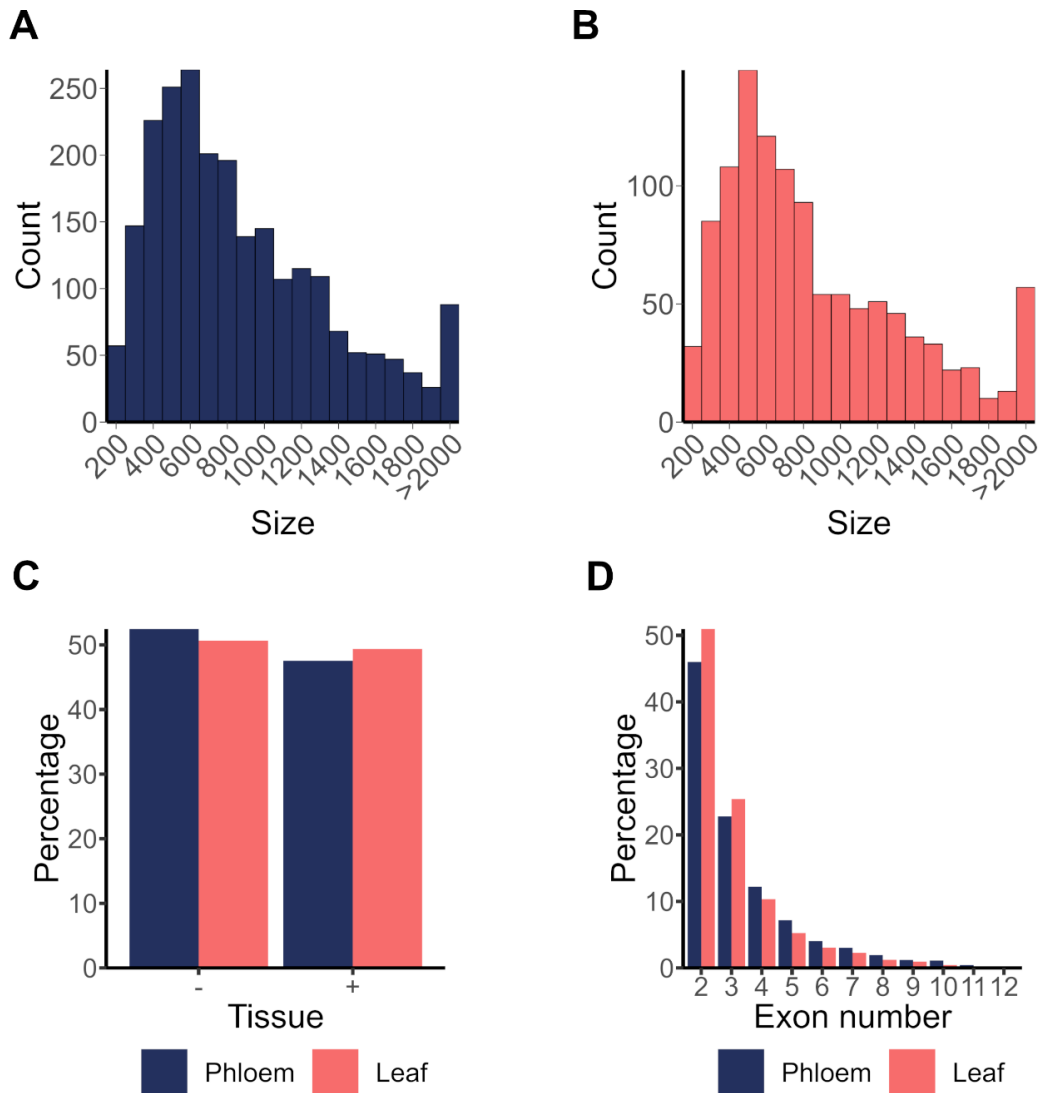 A
250
200
150
100
50
0
Count
200
400
600
800
1000
1200
1400
1600
1800
>2000
Size
B
100
50
0
Count
200
400
600
800
1000
1200
1400
1600
1800
>2000
Size
C
50
40
30
20
10
0
Percentage
- +
Tissue
Phloem Leaf
D
50
40
30
20
10
0
Percentage
2 3 4 5 6 7 8 9 10 11 12
Exon number
Phloem Leaf